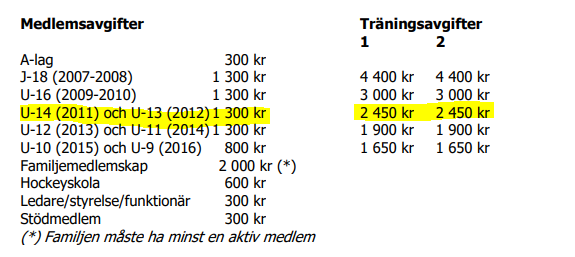 Medlemsavgifter Träningsavgifter
1 2
A-lag 300 kr
J-18 (2007-2008) 1 300 kr 4 400 kr 4 400 kr
U-16 (2009-2010) 1 300 kr 3 000 kr 3 000 kr
U-14 (2011) och U-13 (2012) 1 300 kr 2 450 kr 2 450 kr
U-12 (2013) och U-11 (2014) 1 300 kr 1 900 kr 1 900 kr
U-10 (2015) och U-9 (2016) 800 kr 1 650 kr 1 650 kr
Familjemedlemskap 2 000 kr (*)
Hockeyskola 600 kr
Ledare/styrelse/funktionär 300 kr
Stödmedlem 300 kr
(*) Familjen måste ha minst en aktiv medlem